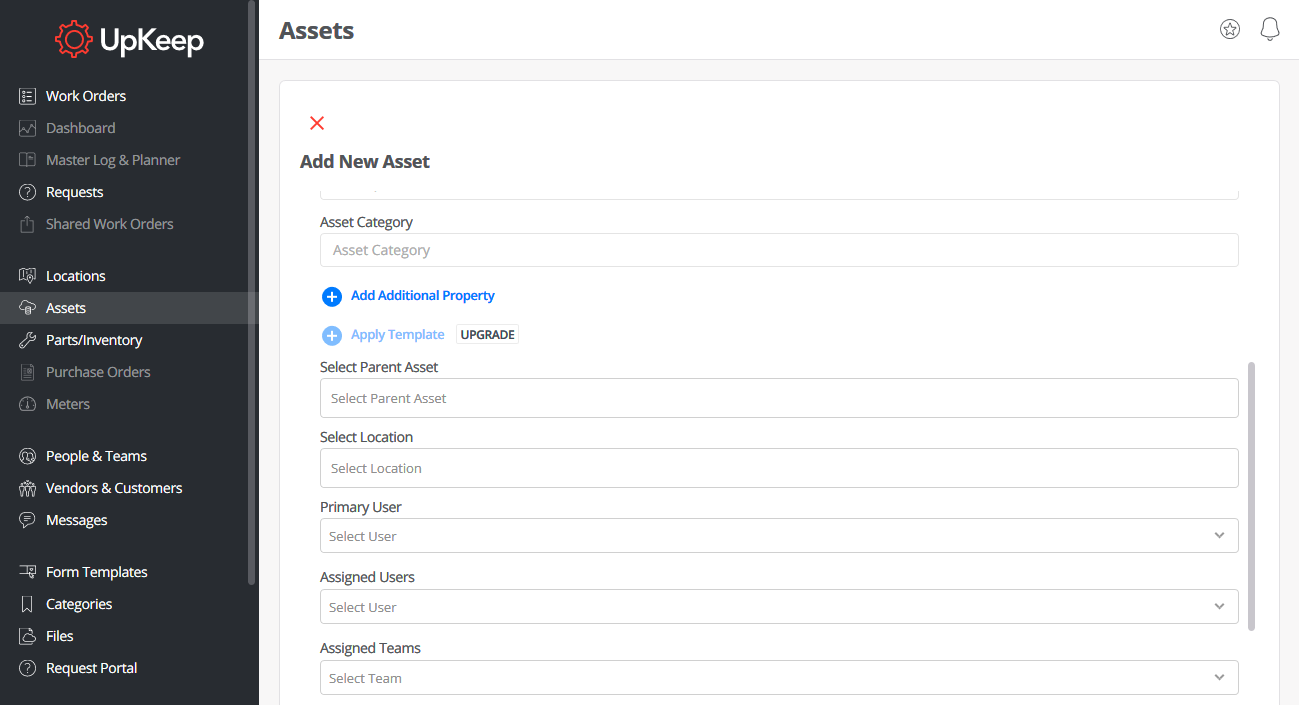 UpKeep
Work Orders
Dashboard
Master Log & Planner
Requests
Shared Work Orders
Locations
Assets
Parts/Inventory
Purchase Orders
Meters
People & Teams
Vendors & Customers
Messages
Form Templates
Categories
Files
Request Portal
Assets
Add New Asset
Asset Category
Asset Category
Add Additional Property
Apply Template UPGRADE
Select Parent Asset
Select Parent Asset
Select Location
Select Location
Primary User
Select User
Assigned Users
Select User
Assigned Teams
Select Team